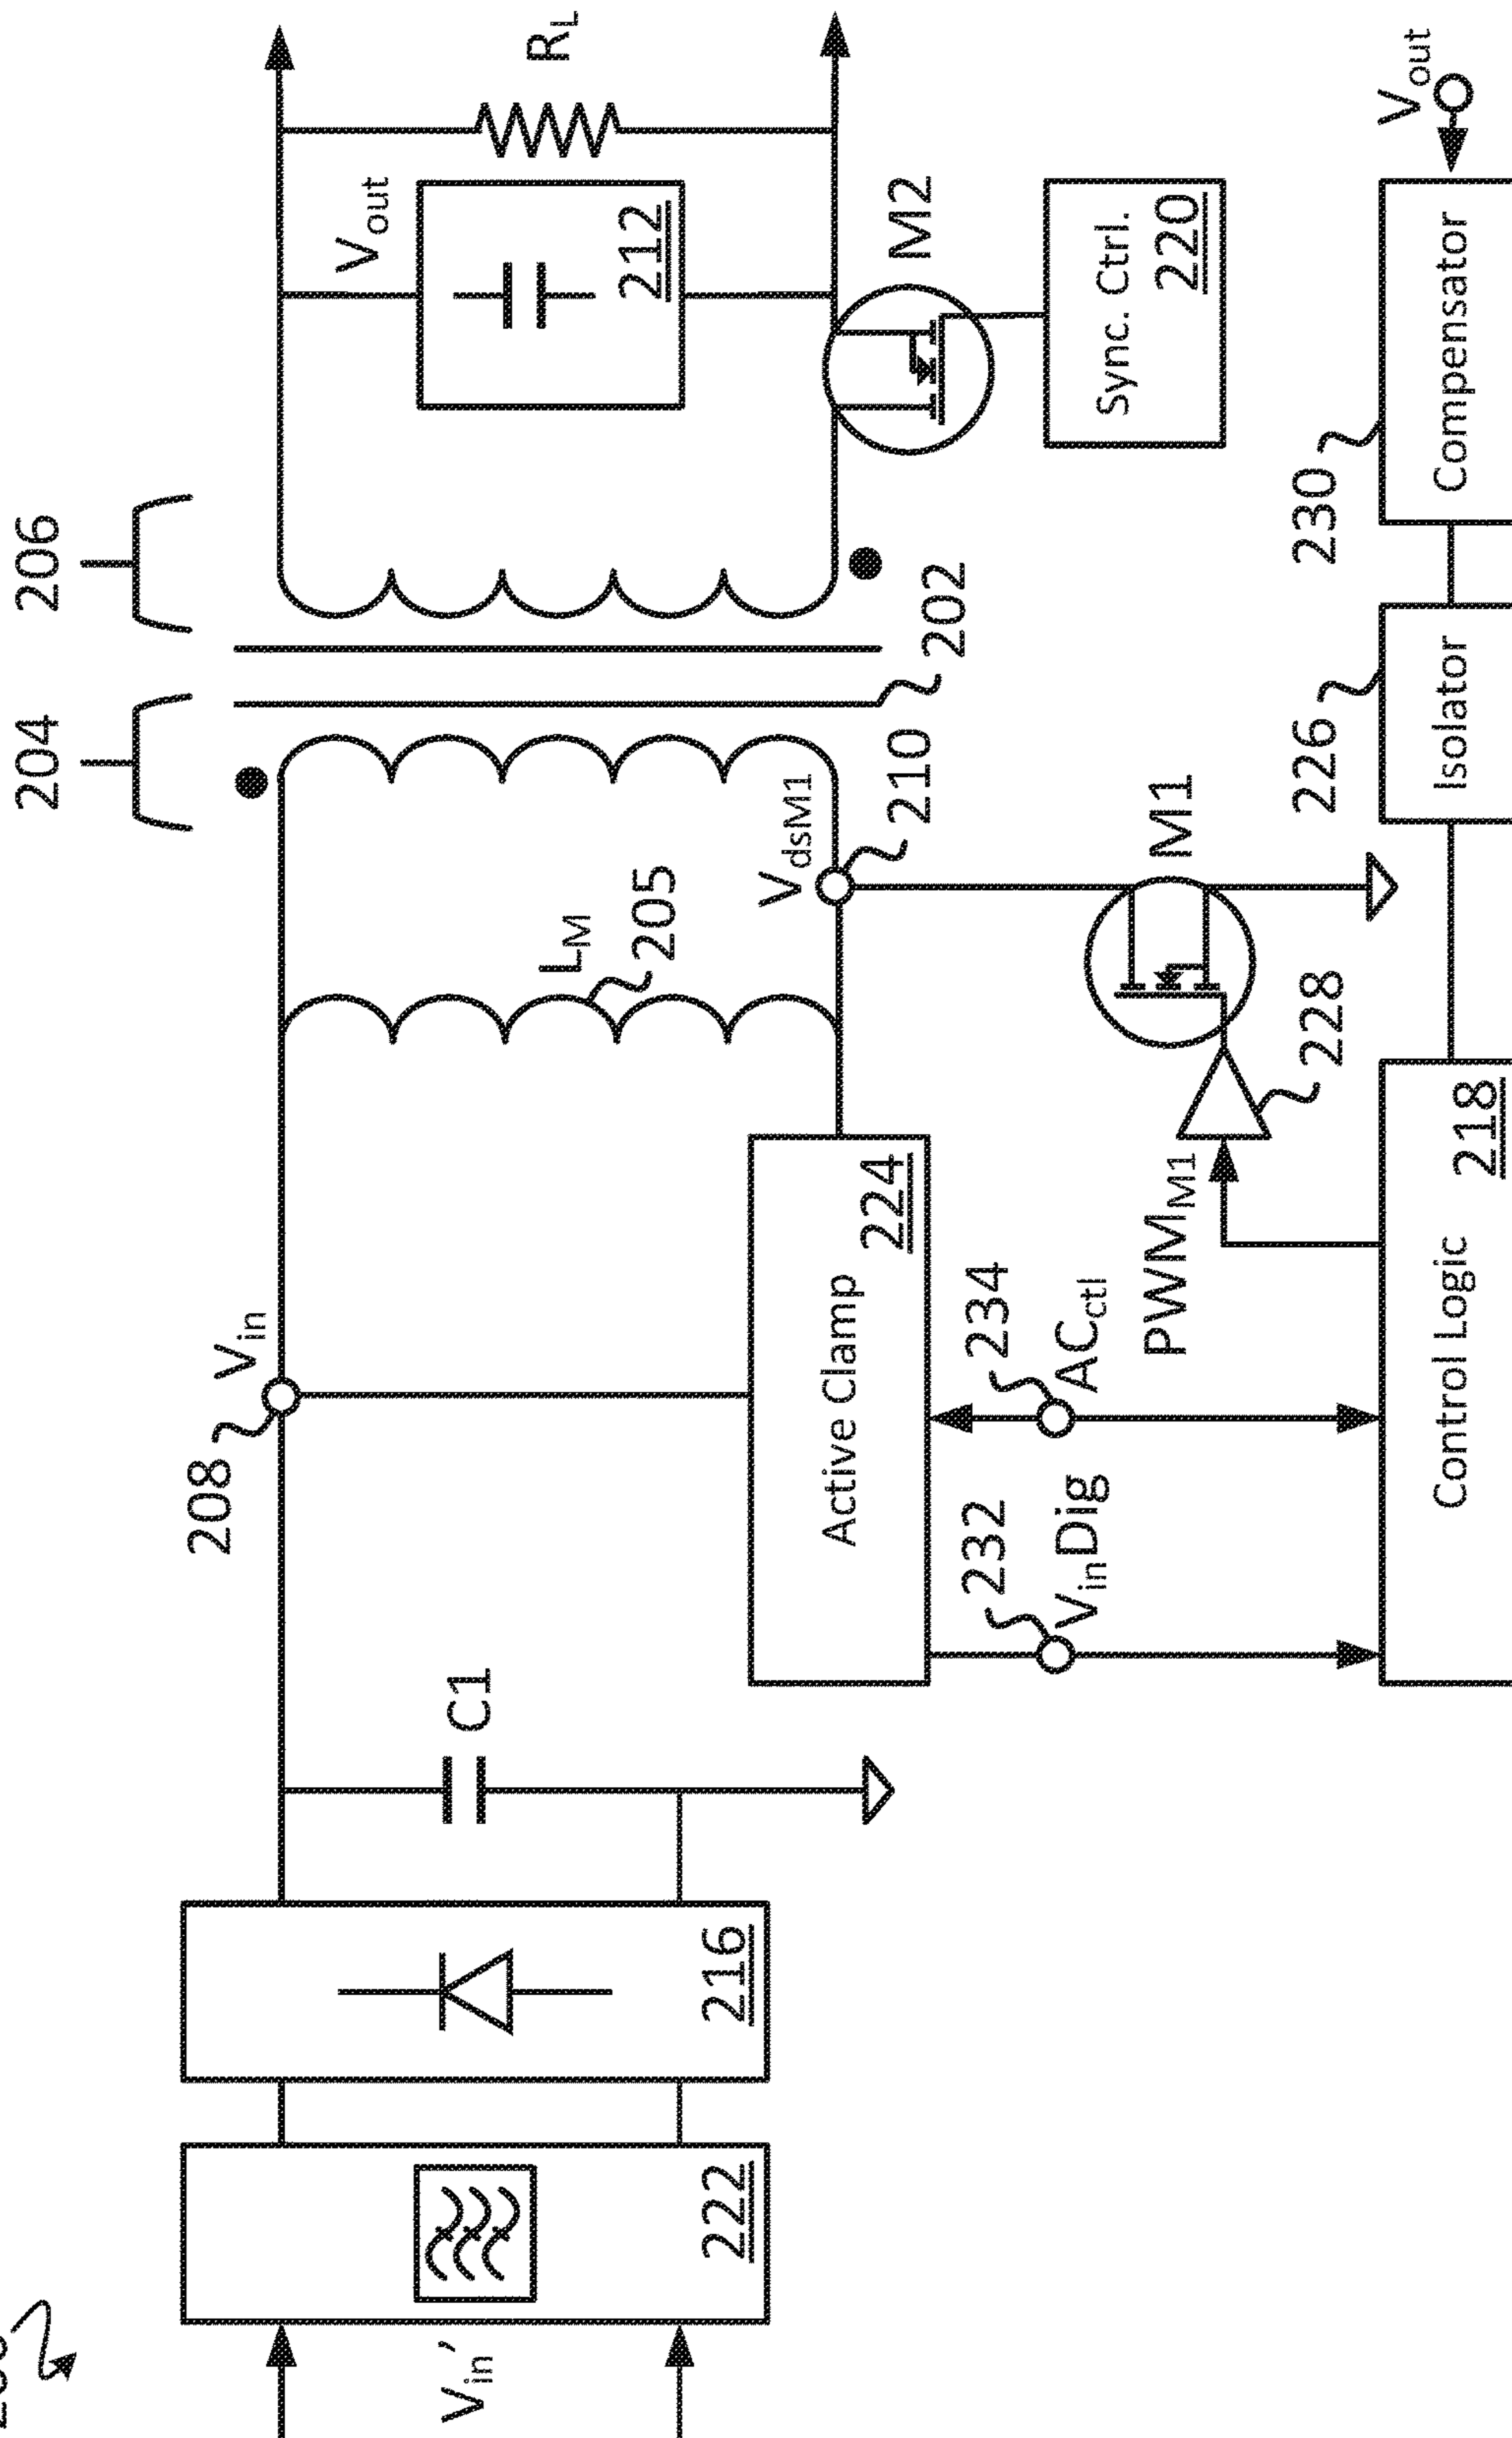 204
206
V_in
208
C1
L_M
205
V_out
R_L
212
V_in'
222
216
Active Clamp
224
V_dsM1
210
202
M2
232
V_inDig
234
AC_ctl
PWM_M1
228
M1
Sync. Ctrl.
220
226
230
Control Logic
218
Isolator
Compensator
V_out